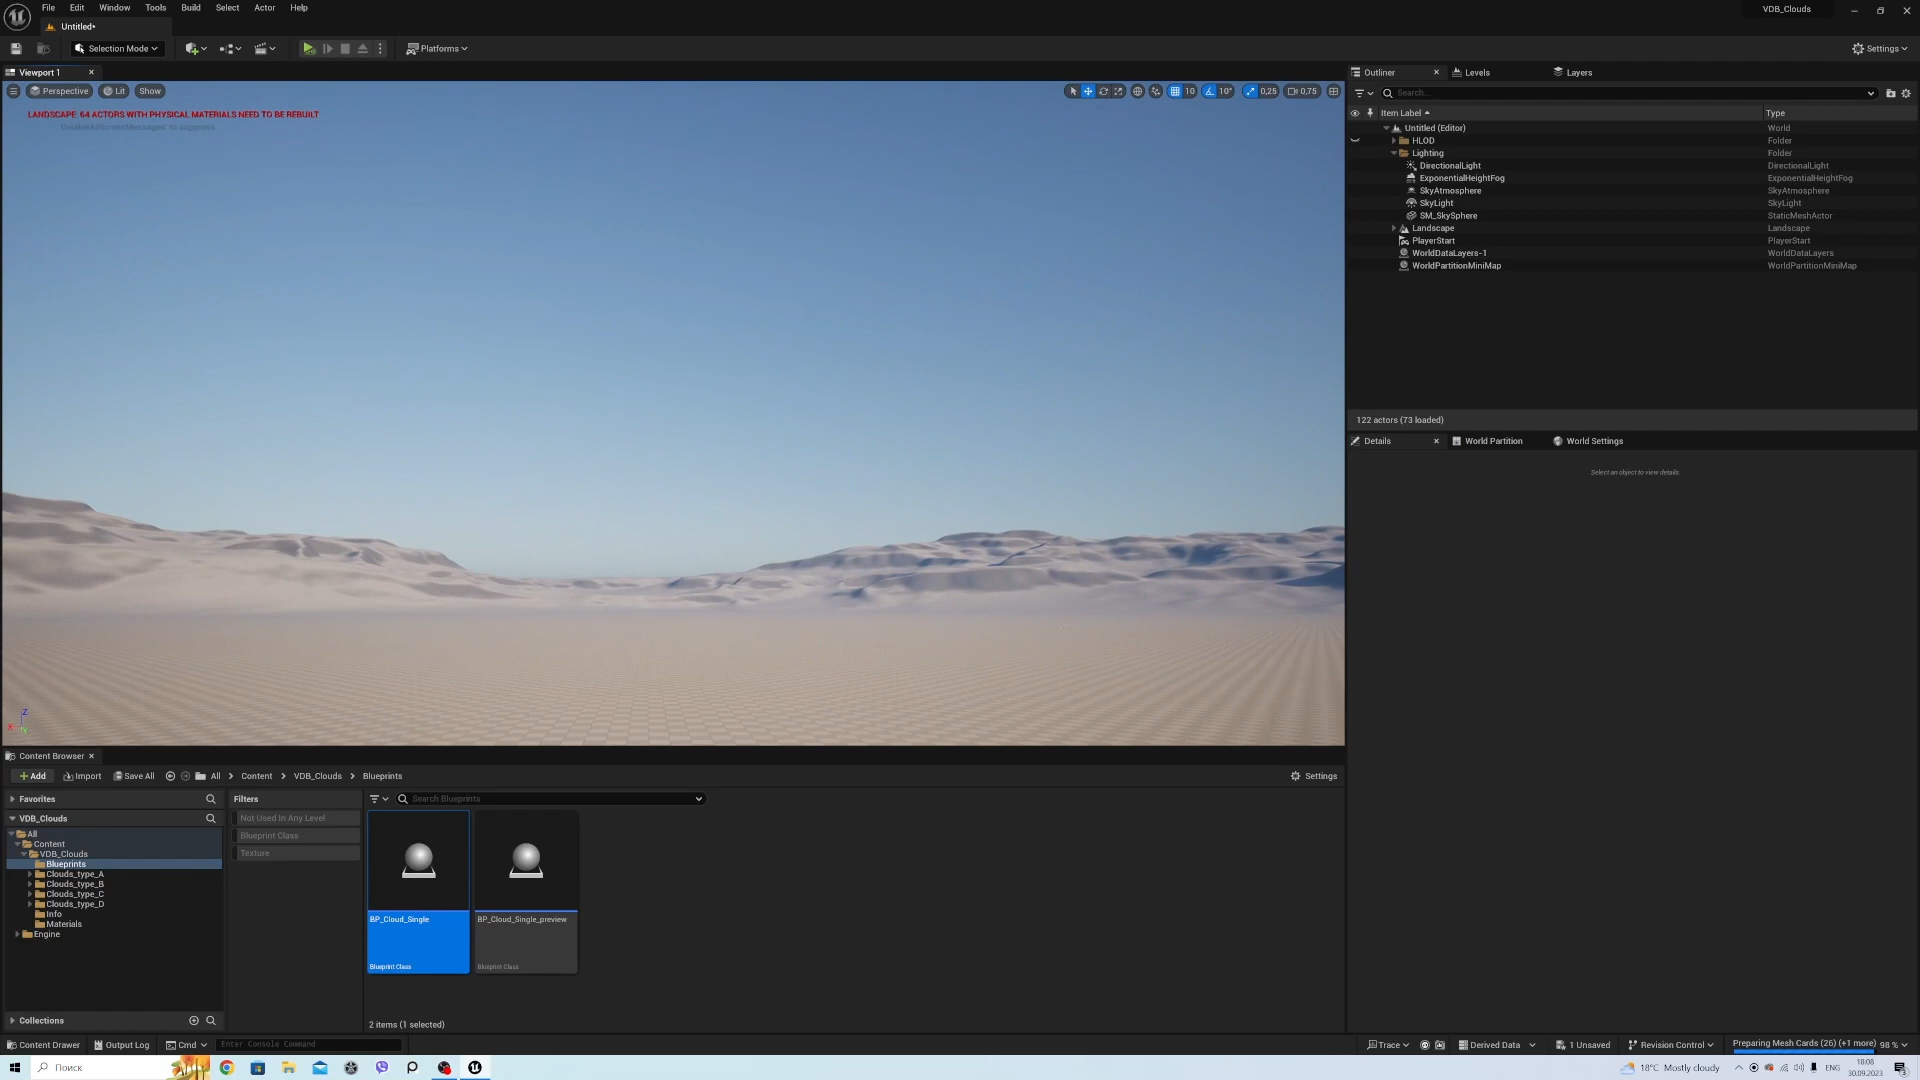 File Edit Window Tools Build Select Actor Help
VDB_Clouds
Untitled*
Selection Mode
Platforms
Settings
Viewport 1
Perspective Lit Show
10 10° 0,25 0,75
LANDSCAPE: 64 ACTORS WITH PHYSICAL MATERIALS NEED TO BE REBUILT
'DisableAllScreenMessages' to suppress
Outliner Levels Layers
Search...
Item Label Type
Untitled (Editor) World
HLOD Folder
Lighting Folder
DirectionalLight DirectionalLight
ExponentialHeightFog ExponentialHeightFog
SkyAtmosphere SkyAtmosphere
SkyLight SkyLight
SM_SkySphere StaticMeshActor
Landscape Landscape
PlayerStart PlayerStart
WorldDataLayers-1 WorldDataLayers
WorldPartitionMiniMap WorldPartitionMiniMap
122 actors (73 loaded)
Details World Partition World Settings
Select an object to view details.
Z
X
Y
Content Browser
Add Import Save All All > Content > VDB_Clouds > Blueprints
Settings
Favorites
VDB_Clouds
All
Content
VDB_Clouds
Blueprints
Clouds_type_A
Clouds_type_B
Clouds_type_C
Clouds_type_D
Info
Materials
Engine
Collections
Filters
Not Used In Any Level
Blueprint Class
Texture
Search Blueprints
BP_Cloud_Single
Blueprint Class
BP_Cloud_Single_preview
Blueprint Class
2 items (1 selected)
Content Drawer Output Log Cmd Enter Console Command
Trace Derived Data 1 Unsaved Revision Control Preparing Mesh Cards (26) (+1 more) 98 %
Поиск
18°C Mostly cloudy
ENG
18:08
30.09.2023